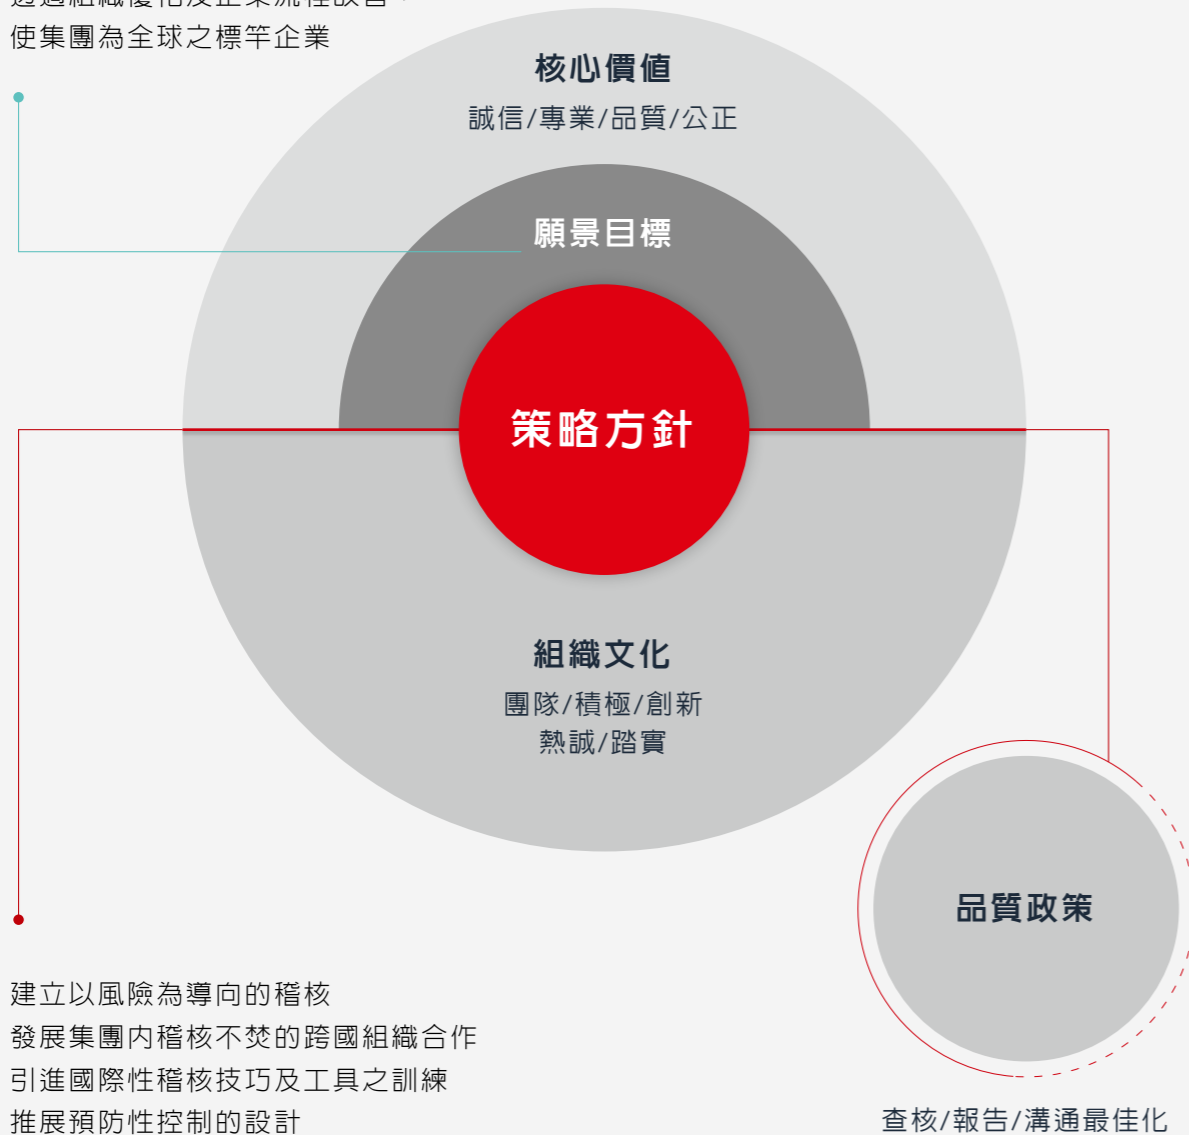 使集團為全球之標竿企業
核心價值
誠信/專業/品質/公正
願景目標
策略方針
組織文化
團隊/積極/創新
熱誠/踏實
品質政策
建立以風險為導向的稽核
發展集團內稽核不焚的跨國組織合作
引進國際性稽核技巧及工具之訓練
推展預防性控制的設計
查核/報告/溝通最佳化